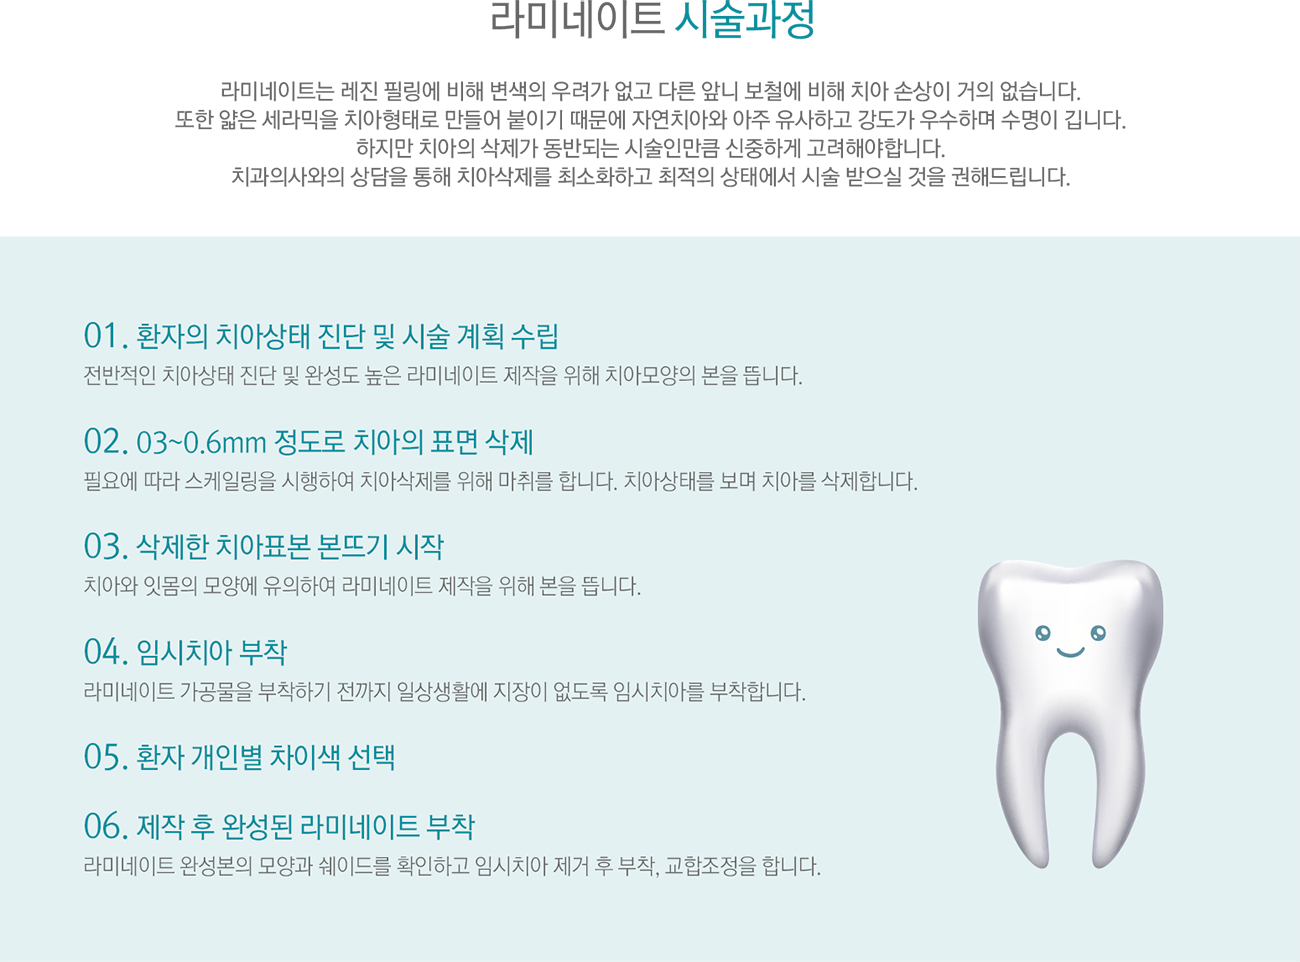 라미네이트 시술과정
라미네이트는 레진 필링에 비해 변색의 우려가 없고 다른 앞니 보철에 비해 치아 손상이 거의 없습니다.
또한 얇은 세라믹을 치아형태로 만들어 붙이기 때문에 자연치아와 아주 유사하고 강도가 우수하며 수명이 깁니다.
하지만 치아의 삭제가 동반되는 시술인만큼 신중하게 고려해야합니다.
치과의사와의 상담을 통해 치아삭제를 최소화하고 최적의 상태에서 시술 받으실 것을 권해드립니다.
01. 환자의 치아상태 진단 및 시술 계획 수립
전반적인 치아상태 진단 및 완성도 높은 라미네이트 제작을 위해 치아모양의 본을 뜹니다.
02. 03~0.6mm 정도로 치아의 표면 삭제
필요에 따라 스케일링을 시행하여 치아삭제를 위해 마취를 합니다. 치아상태를 보며 치아를 삭제합니다.
03. 삭제한 치아표본 본뜨기 시작
치아와 잇몸의 모양에 유의하여 라미네이트 제작을 위해 본을 뜹니다.
04. 임시치아 부착
라미네이트 가공물을 부착하기 전까지 일상생활에 지장이 없도록 임시치아를 부착합니다.
05. 환자 개인별 차이색 선택
06. 제작 후 완성된 라미네이트 부착
라미네이트 완성본의 모양과 쉐이드를 확인하고 임시치아 제거 후 부착, 교합조정을 합니다.